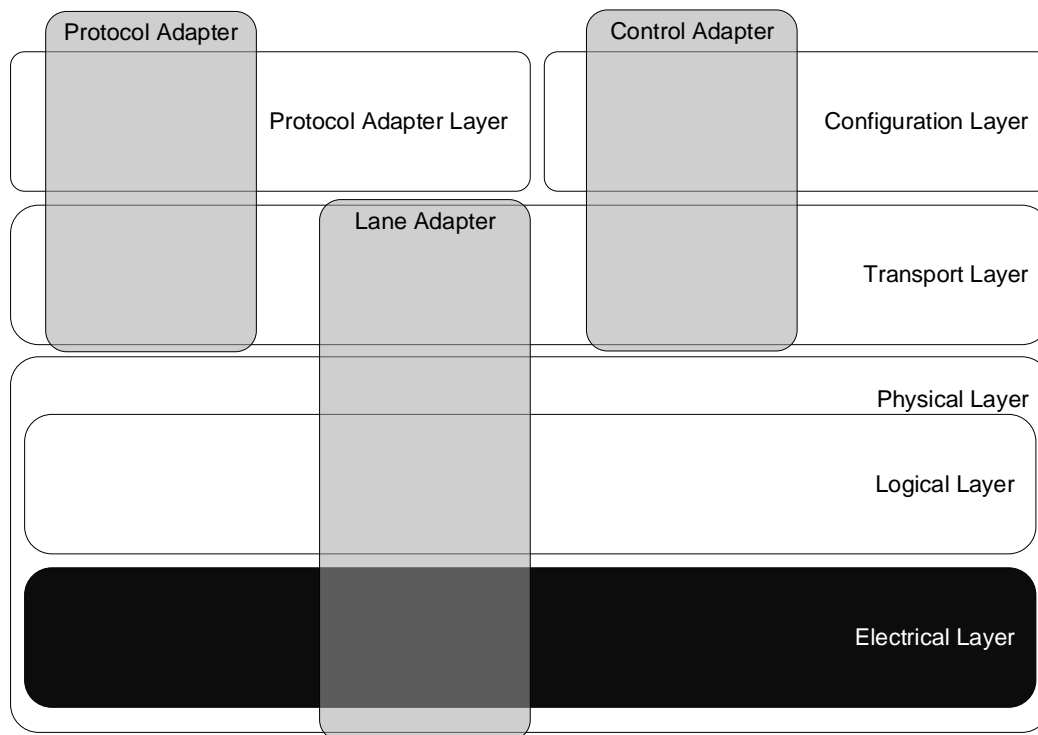 Protocol Adapter
Control Adapter
Protocol Adapter Layer
Configuration Layer
Lane Adapter
Transport Layer
Physical Layer
Logical Layer
Electrical Layer